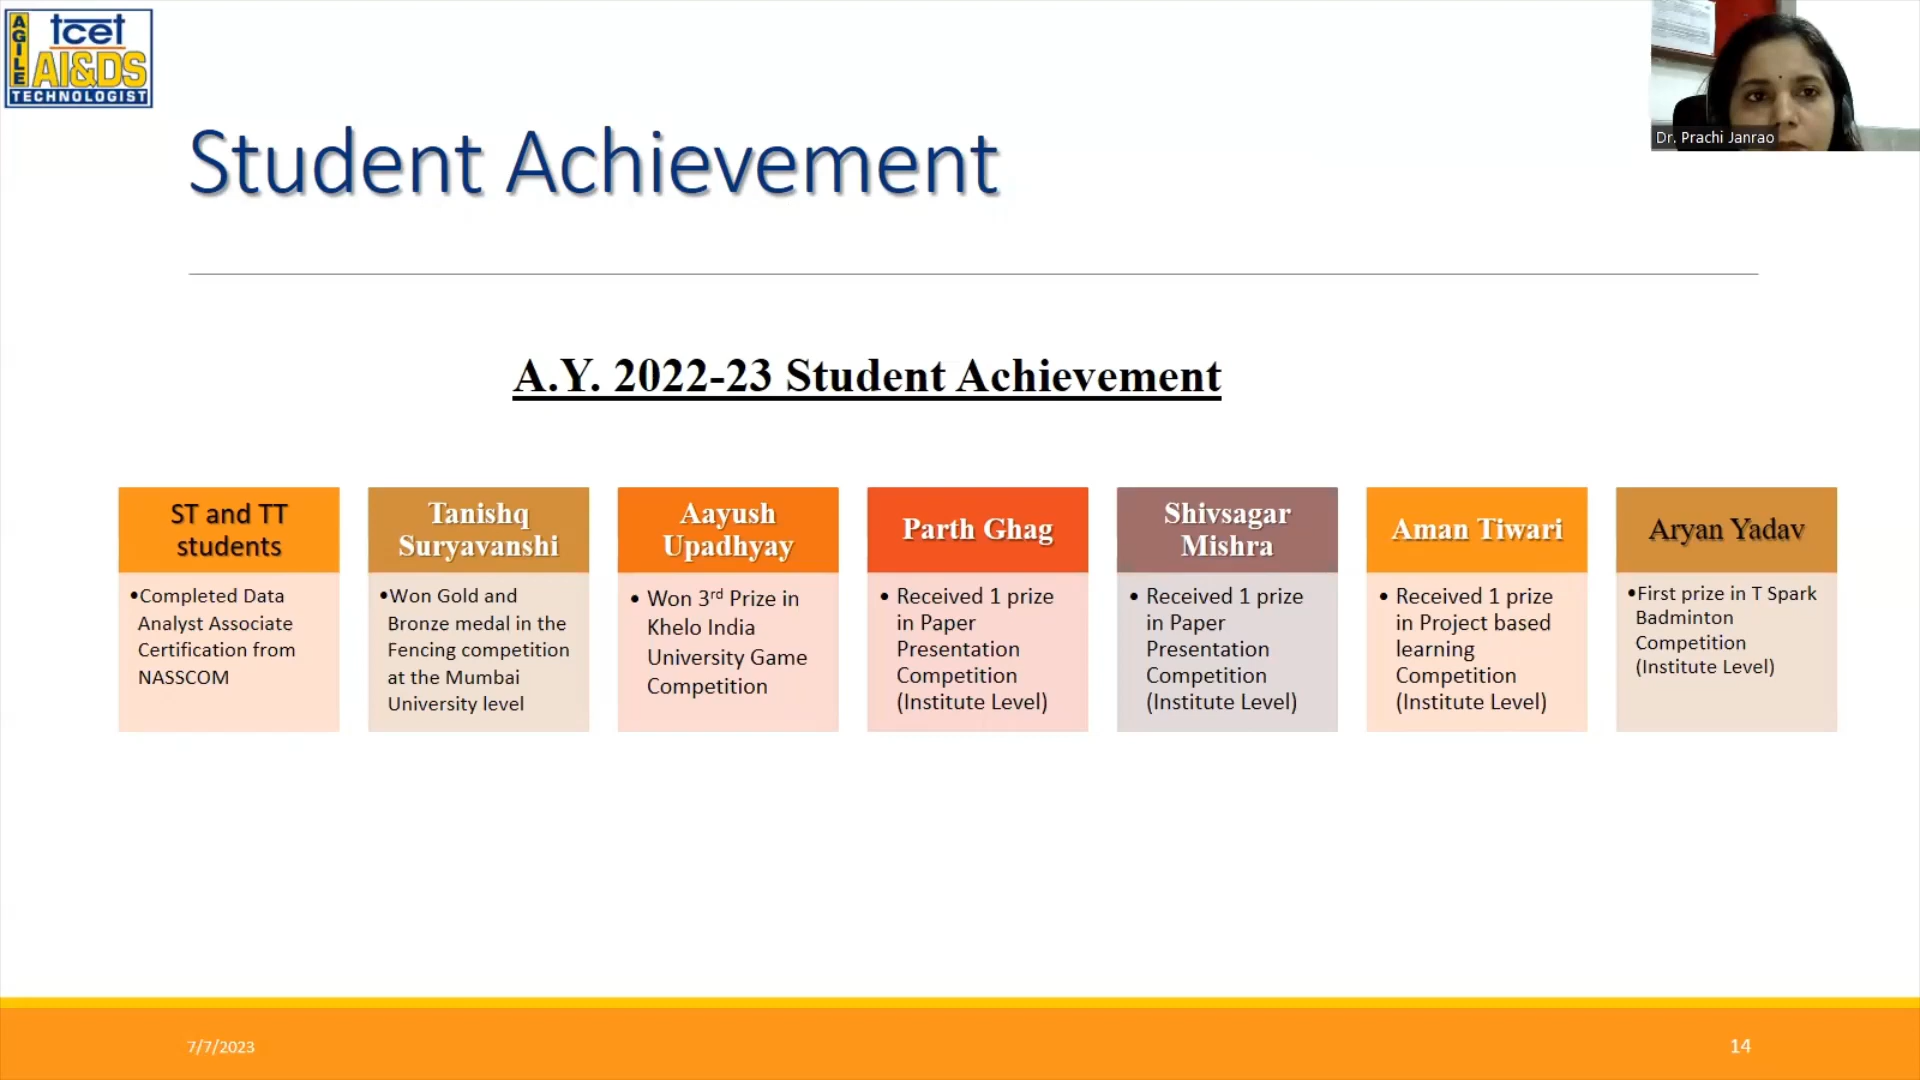 AGILE
tcet
AI&DS
TECHNOLOGIST
Dr. Prachi Janrao
Student Achievement
A.Y. 2022-23 Student Achievement
ST and TT
students
•Completed Data
Analyst Associate
Certification from
NASSCOM
Tanishq
Suryavanshi
•Won Gold and
Bronze medal in the
Fencing competition
at the Mumbai
University level
Aayush
Upadhyay
• Won 3rd Prize in
Khelo India
University Game
Competition
Parth Ghag
• Received 1 prize
in Paper
Presentation
Competition
(Institute Level)
Shivsagar
Mishra
• Received 1 prize
in Paper
Presentation
Competition
(Institute Level)
Aman Tiwari
• Received 1 prize
in Project based
learning
Competition
(Institute Level)
Aryan Yadav
•First prize in T Spark
Badminton
Competition
(Institute Level)
7/7/2023
14